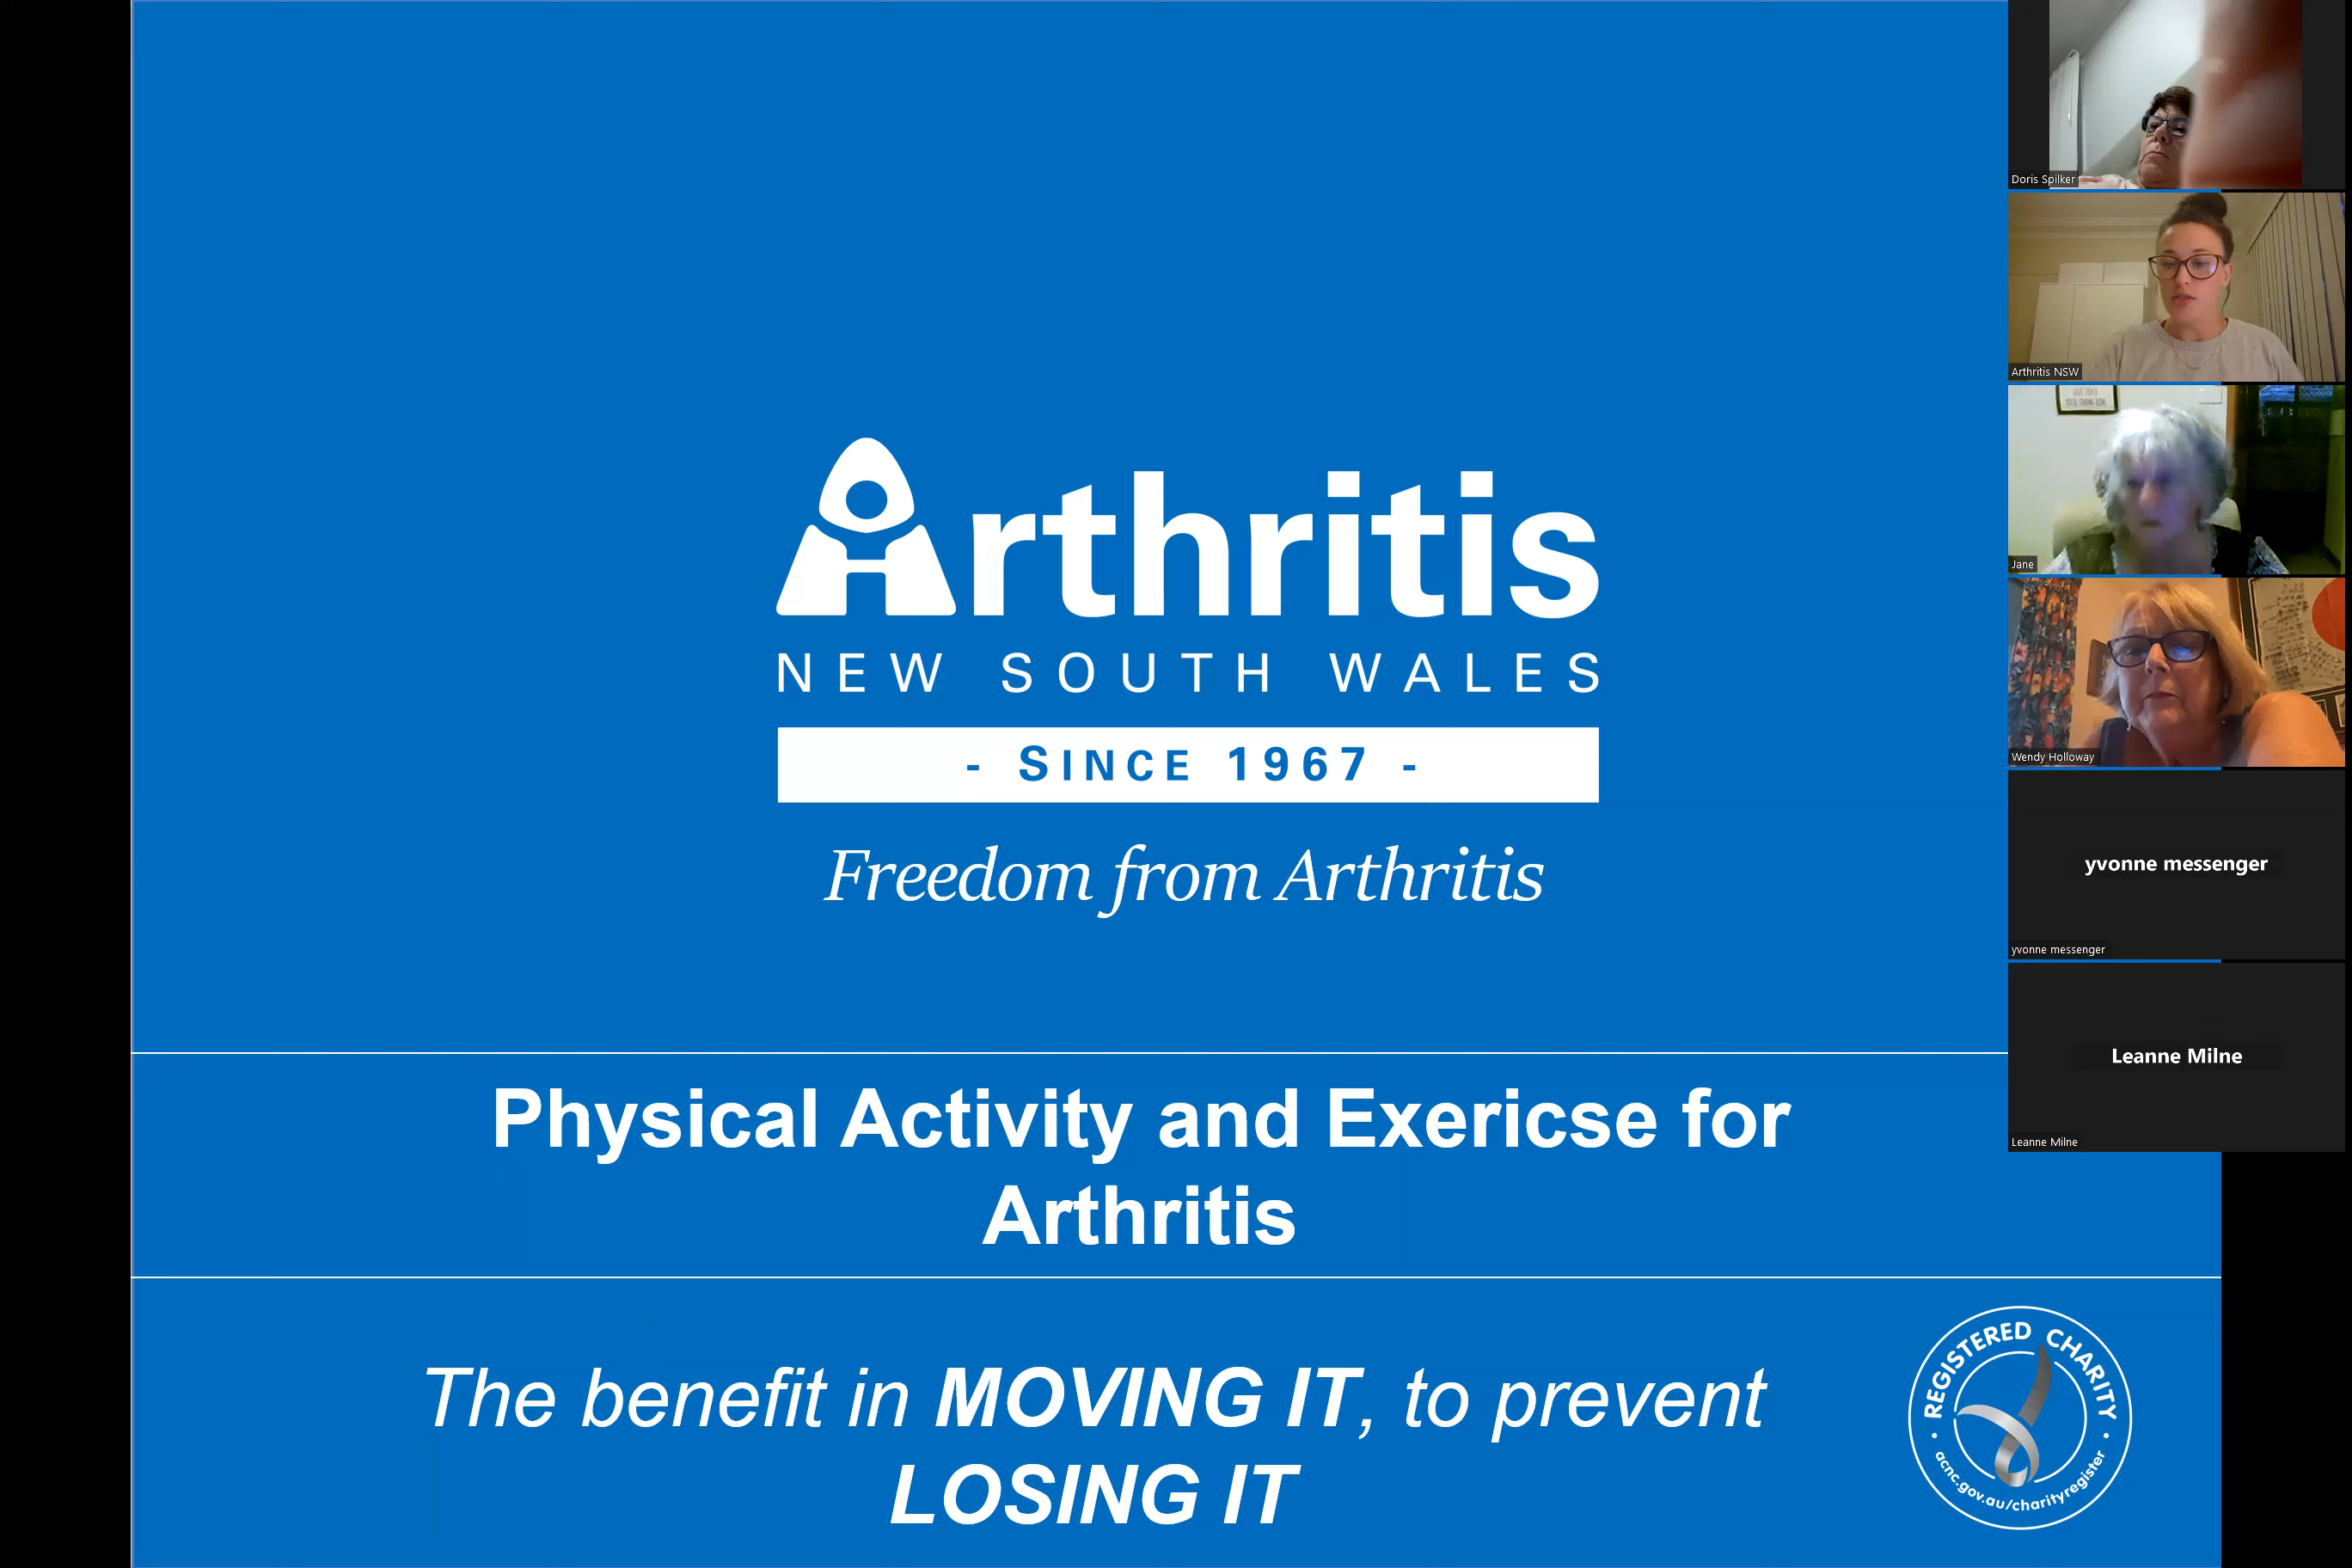 Arthritis
NEW SOUTH WALES
- SINCE 1967 -
Freedom from Arthritis
Physical Activity and Exericse for
Arthritis
The benefit in MOVING IT, to prevent
LOSING IT
REGISTERED CHARITY
acnc.gov.au/charityregister
Doris Spilker
Arthritis NSW
Jane
Wendy Holloway
yvonne messenger
yvonne messenger
Leanne Milne
Leanne Milne